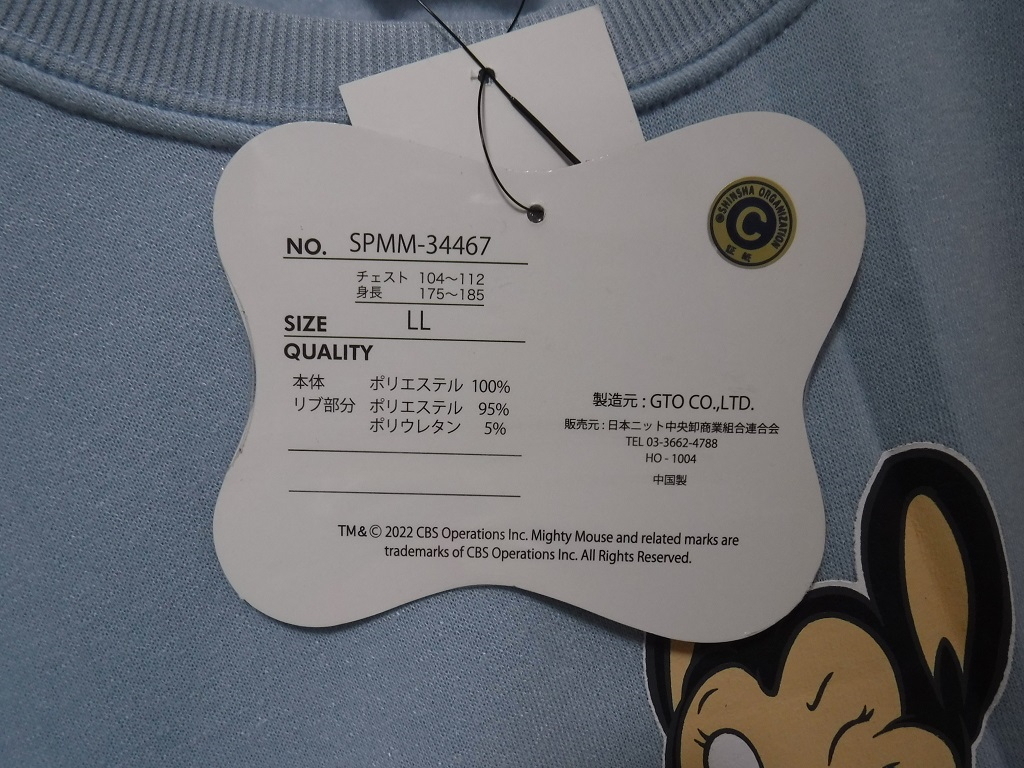 NO. SPMM-34467
チェスト 104～112
身長 175～185
SIZE LL
QUALITY
本体 ポリエステル 100%
リブ部分 ポリエステル 95%
ポリウレタン 5%
©SHINSHA ORGANIZATION
C
証紙
製造元 : GTO CO.,LTD.
販売元 : 日本ニット中央卸商業組合連合会
TEL 03-3662-4788
HO - 1004
中国製
TM & © 2022 CBS Operations Inc. Mighty Mouse and related marks are
trademarks of CBS Operations Inc. All Rights Reserved.